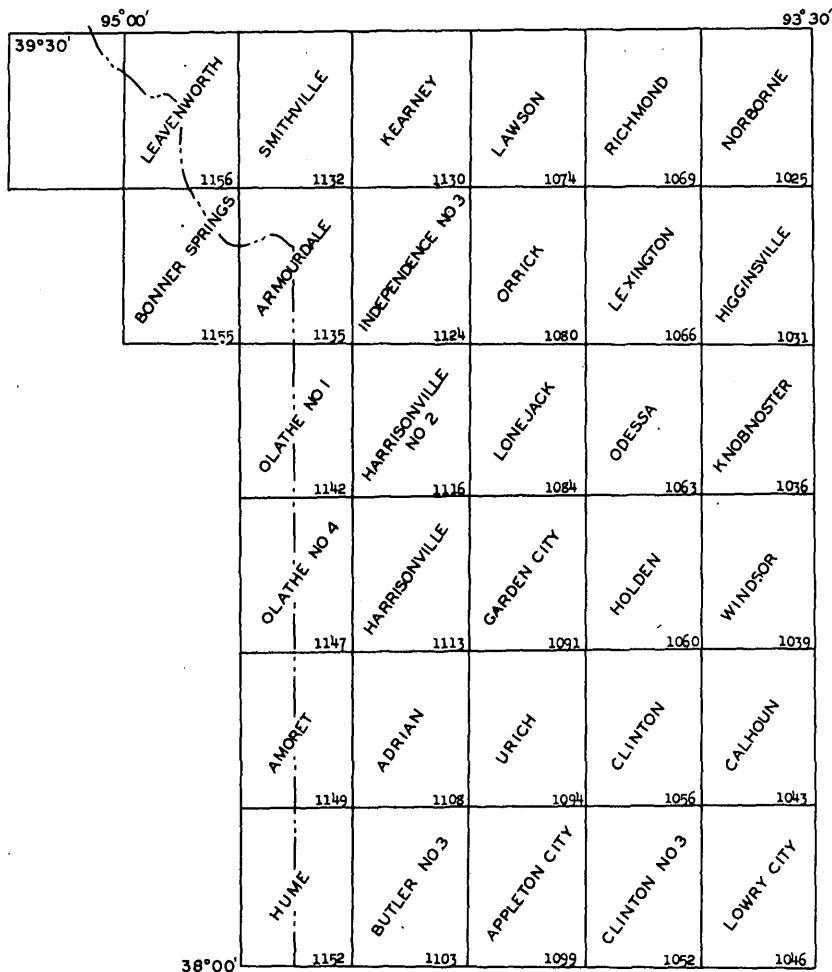 95°00'
93°30'
39°30'
LEAVENWORTH
SMITHVILLE
KEARNEY
LAWSON
RICHMOND
NORBORNE
1156
1132
1130
1074
1069
1025
BONNER SPRINGS
ARMOURDALE
INDEPENDENCE NO.3
ORRICK
LEXINGTON
HIGGINSVILLE
1155
1135
1124
1080
1066
1031
OLATHE NO 1
HARRISONVILLE
NO 2
LONEJACK
ODESSA
KNOBNOSTER
1142
1116
1084
1063
1036
OLATHE NO 4
HARRISONVILLE
GARDEN CITY
HOLDEN
WINDSOR
1147
1113
1091
1060
1039
AMORET
ADRIAN
URICH
CLINTON
CALHOUN
1149
1108
1094
1056
1043
HUME
BUTLER NO.3
APPLETON CITY
CLINTON NO.3
LOWRY CITY
38°00'
1152
1103
1099
1052
1046